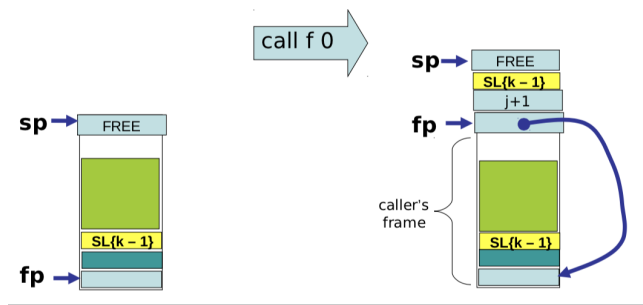 call f 0
sp
FREE
SL{k – 1}
fp
sp
FREE
SL{k – 1}
j+1
fp
caller's
frame
SL{k – 1}